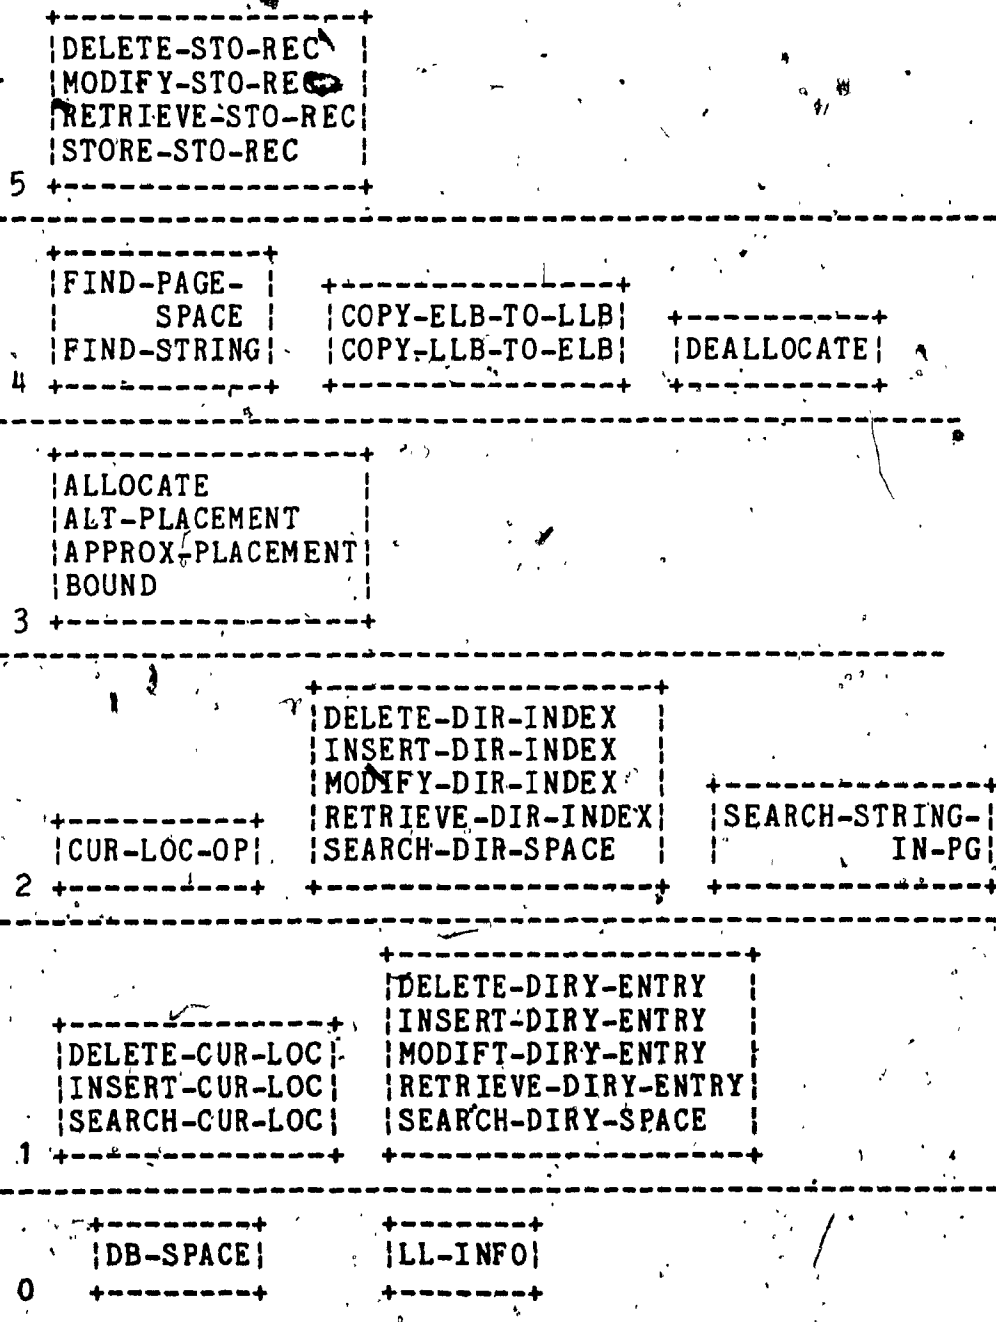 DELETE-STO-REC
MODIFY-STO-REC
RETRIEVE-STO-REC
STORE-STO-REC
5
FIND-PAGE-
SPACE
FIND-STRING
COPY-ELB-TO-LLB
COPY-LLB-TO-ELB
DEALLOCATE
4
ALLOCATE
ALT-PLACEMENT
APPROX-PLACEMENT
BOUND
3
DELETE-DIR-INDEX
INSERT-DIR-INDEX
MODIFY-DIR-INDEX
RETRIEVE-DIR-INDEX
SEARCH-DIR-SPACE
SEARCH-STRING-
IN-PG
CUR-LOC-OP
2
DELETE-DIRY-ENTRY
INSERT-DIRY-ENTRY
MODIFT-DIRY-ENTRY
RETRIEVE-DIRY-ENTRY
SEARCH-DIRY-SPACE
DELETE-CUR-LOC
INSERT-CUR-LOC
SEARCH-CUR-LOC
1
DB-SPACE
LL-INFO
0